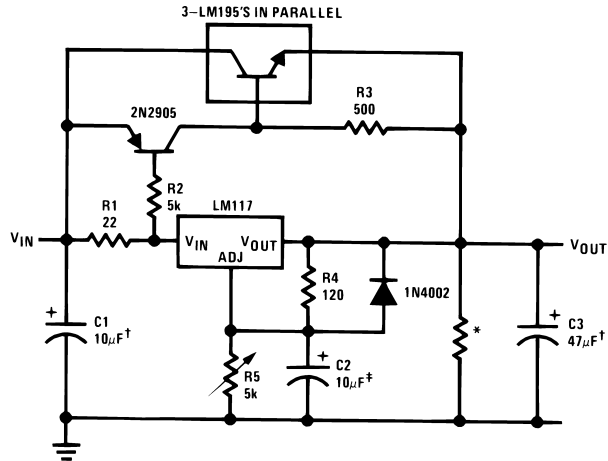 3–LM195'S IN PARALLEL
2N2905
R3
500
R2
5k
R1
22
LM117
VIN
VIN
VOUT
ADJ
VOUT
R4
120
1N4002
C1
10μF†
R5
5k
C2
10μF‡
*
C3
47μF†
+
+
+